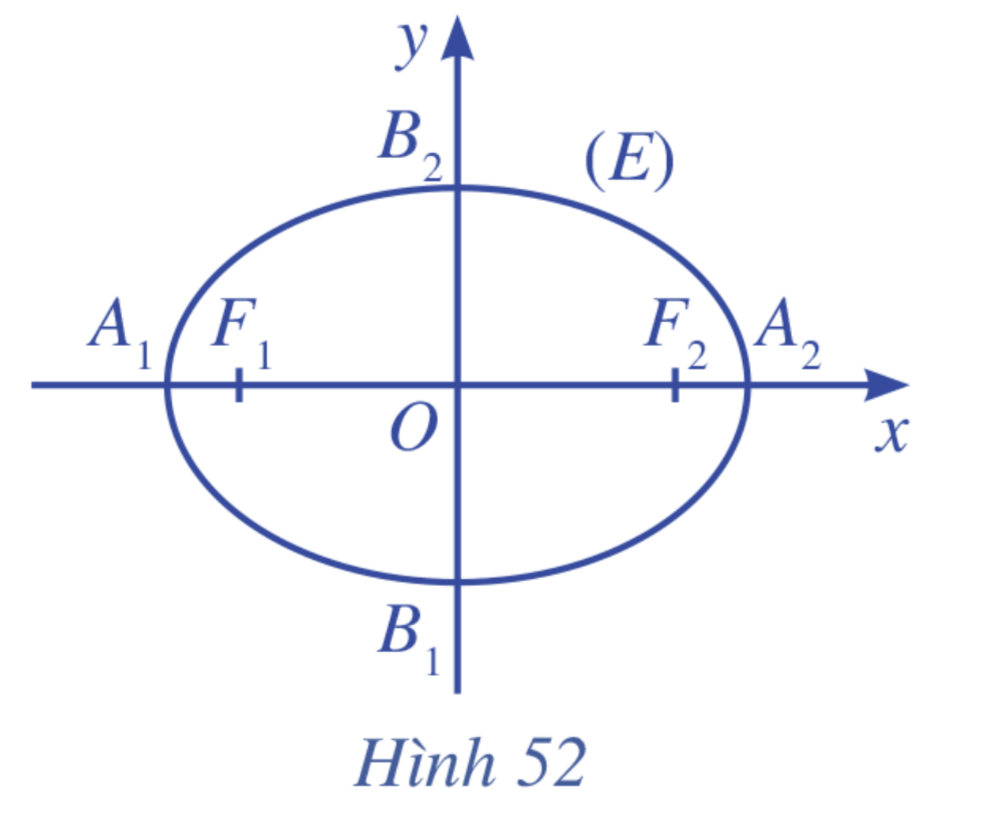 y
B₂
(E)
A₁ F₁ F₂ A₂
O
x
B₁
Hình 52